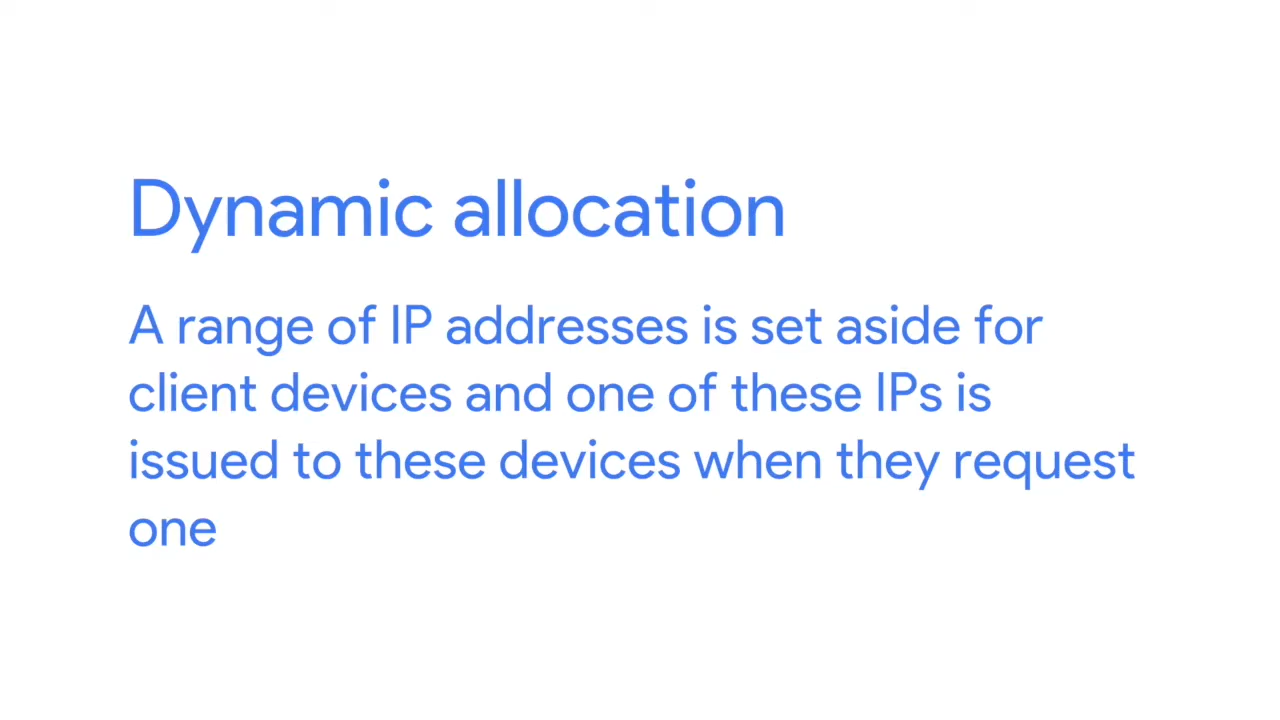 Dynamic allocation
A range of IP addresses is set aside for
client devices and one of these IPs is
issued to these devices when they request
one